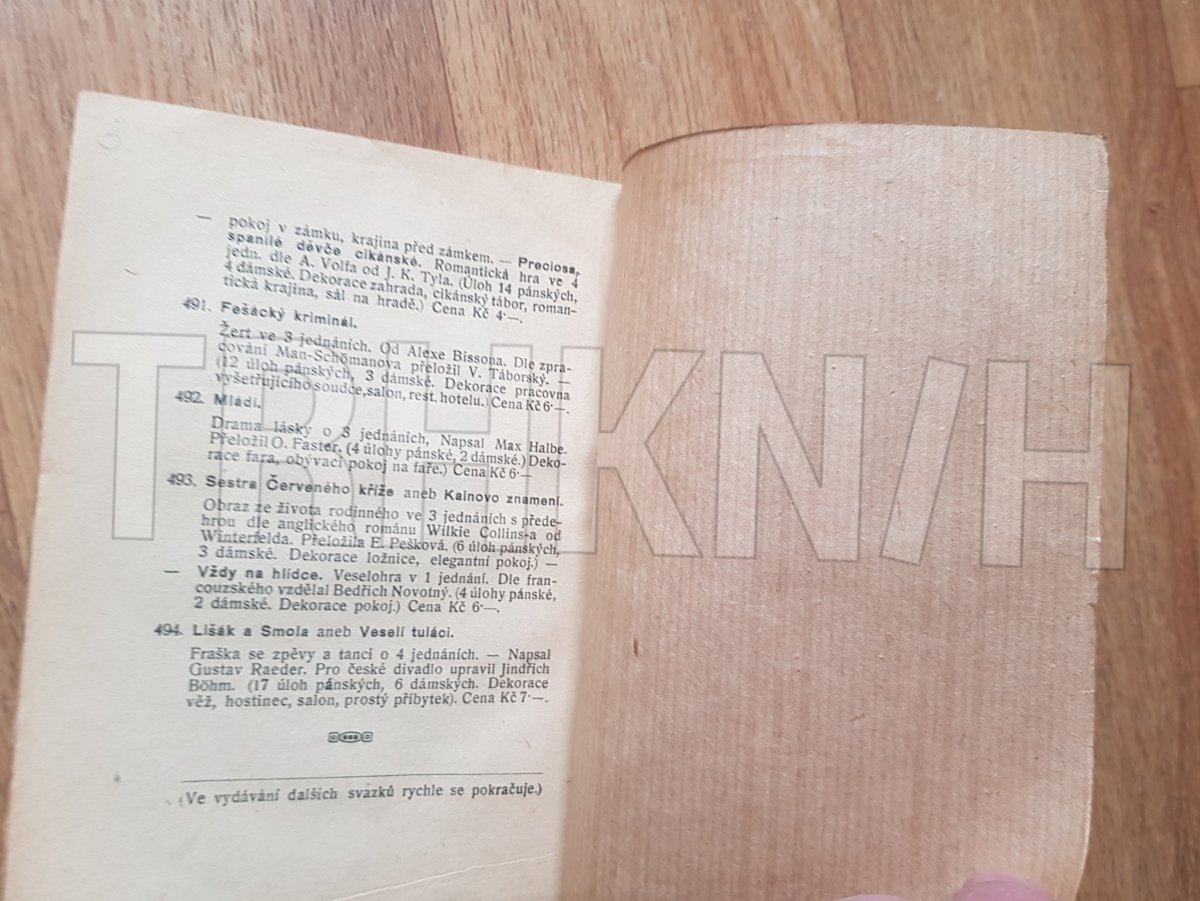 3
— pokoj v zámku, krajina před zámkem. — Preciosa,
spanilé děvče cikánské. Romantická hra ve 4
jedn. dle A. Volfa od J. K. Tyla. (Úloh 14 pánských,
4 dámské. Dekorace zahrada, cikánský tábor, roman-
tická krajina, sál na hradě.) Cena Kč 4·—.
491. Fešácký kriminál.
Žert ve 3 jednáních. Od Alexe Bissona. Dle zpra-
cování Man-Schömanova přeložil V. Táborský. —
(12 úloh pánských, 3 dámské. Dekorace pracovna
vyšetřujícího soudce, salon, rest. hotelu.) Cena Kč 6·—.
492. Mládí.
Drama lásky o 3 jednáních, Napsal Max Halbe.
Přeložil O. Faster. (4 úlohy pánské, 2 dámské.) Deko-
race fara, obývací pokoj na faře.) Cena Kč 6·—
493. Sestra Červeného kříže aneb Kainovo znamení.
Obraz ze života rodinného ve 3 jednáních s přede-
hrou dle anglického románu Wilkie Collins-a od
Winterfelda. Přeložila E. Pešková. (6 úloh pánských,
3 dámské. Dekorace ložnice, elegantní pokoj.) —
— Vždy na hlídce. Veselohra v 1 jednání. Dle fran-
couzského vzdělal Bedřich Novotný. (4 úlohy pánské,
2 dámské. Dekorace pokoj.) Cena Kč 6·—.
494. Lišák a Smola aneb Veselí tuláci.
Fraška se zpěvy a tanci o 4 jednáních. — Napsal
Gustav Raeder. Pro české divadlo upravil Jindřich
Böhm. (17 úloh pánských, 6 dámských. Dekorace
věž, hostinec, salon, prostý příbytek). Cena Kč 7·—.
(Ve vydávání dalších svazků rychle se pokračuje.)
TRHKN/H